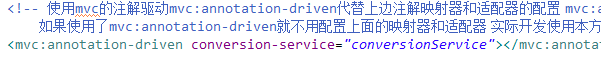 <!-- 使用mvc的注解驱动mvc:annotation-driven代替上边注解映射器和适配器的配置 mvc:a
如果使用了mvc:annotation-driven就不用配置上面的映射器和适配器 实际开发使用本方
<mvc:annotation-driven conversion-service="conversionService"></mvc:annotation